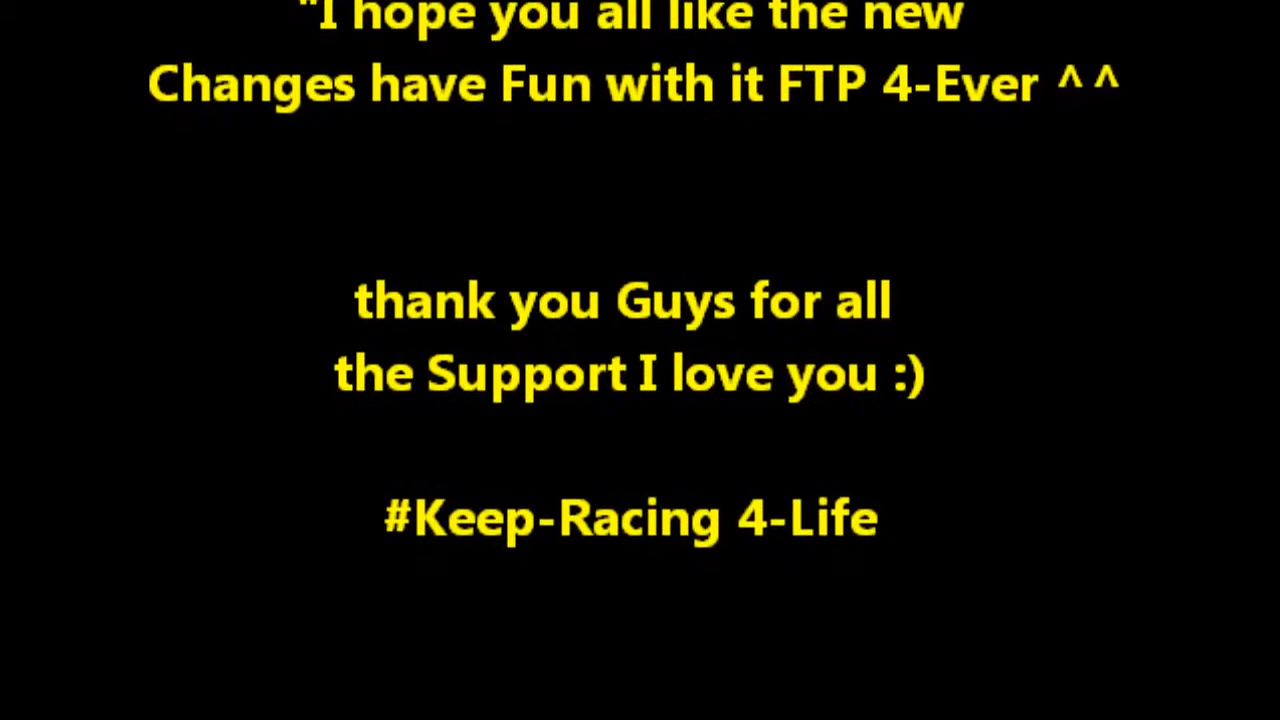 "I hope you all like the new
Changes have Fun with it FTP 4-Ever ^^
thank you Guys for all
the Support I love you :)
#Keep-Racing 4-Life